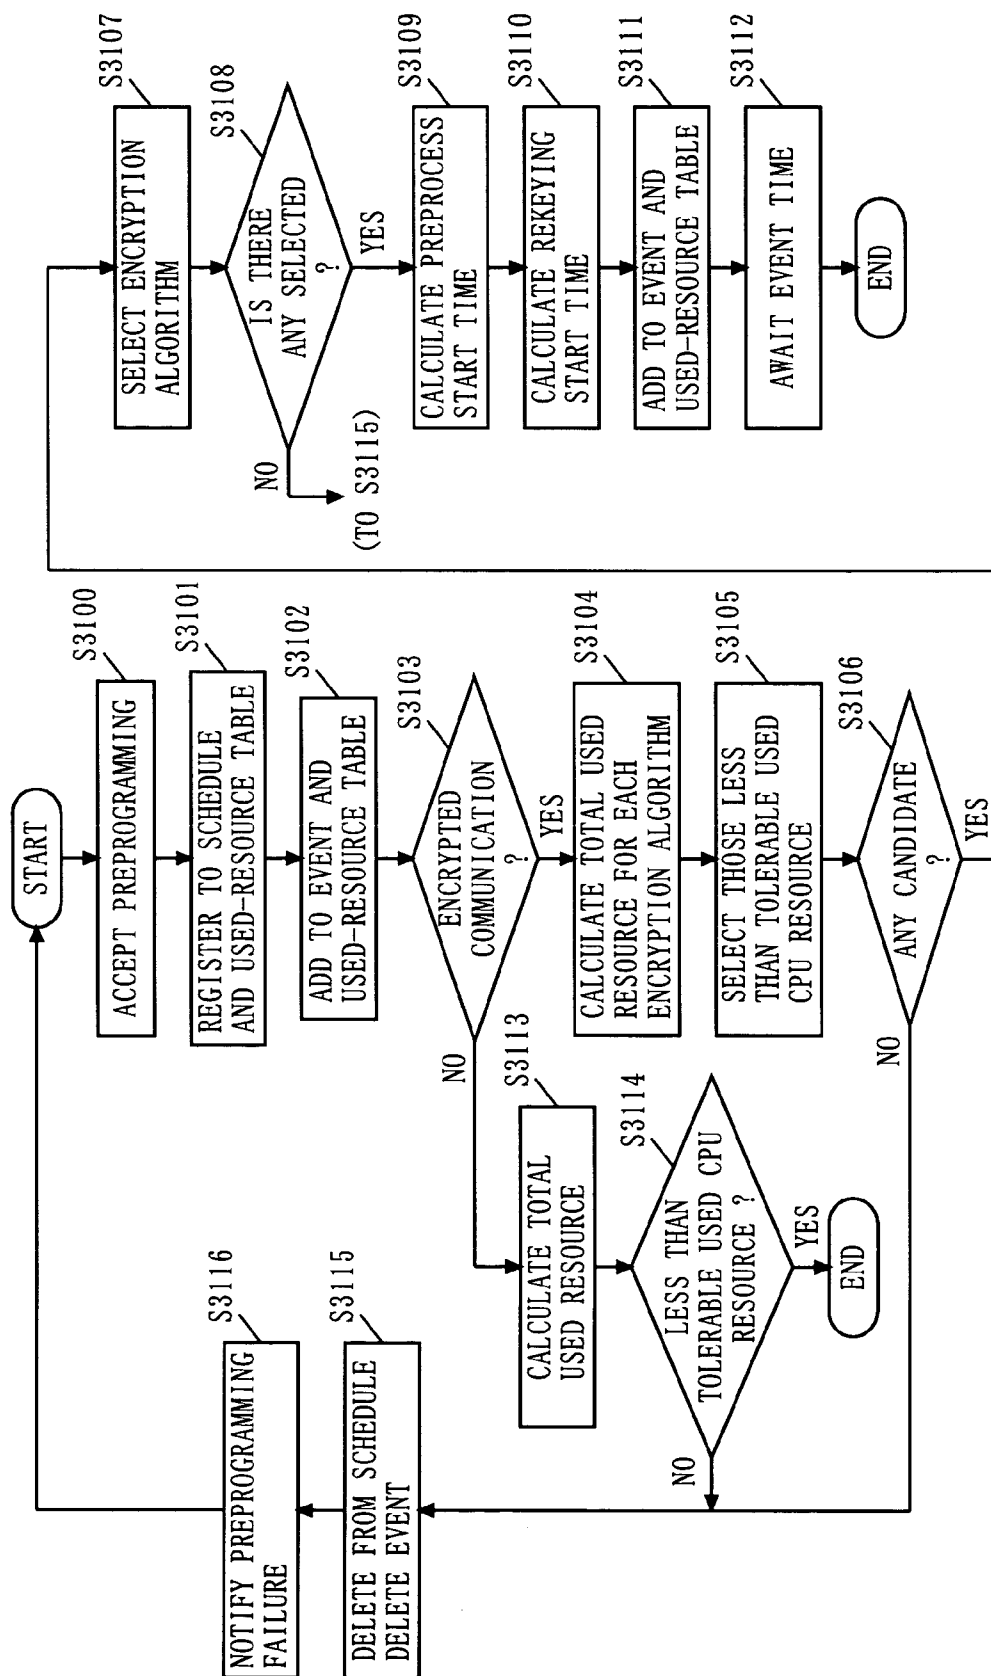 START
S3100
ACCEPT PREPROGRAMMING
S3101
REGISTER TO SCHEDULE
AND USED-RESOURCE TABLE
S3102
ADD TO EVENT AND
USED-RESOURCE TABLE
S3103
ENCRYPTED
COMMUNICATION
?
NO
YES
S3104
CALCULATE TOTAL USED
RESOURCE FOR EACH
ENCRYPTION ALGORITHM
S3105
SELECT THOSE LESS
THAN TOLERABLE USED
CPU RESOURCE
S3106
ANY CANDIDATE
?
NO
YES
S3107
SELECT ENCRYPTION
ALGORITHM
S3108
IS THERE
ANY SELECTED
?
NO
(TO S3115)
YES
S3109
CALCULATE PREPROCESS
START TIME
S3110
CALCULATE REKEYING
START TIME
S3111
ADD TO EVENT AND
USED-RESOURCE TABLE
S3112
AWAIT EVENT TIME
END
S3113
CALCULATE TOTAL
USED RESOURCE
S3114
LESS THAN
TOLERABLE USED CPU
RESOURCE ?
NO
YES
END
S3115
DELETE FROM SCHEDULE
DELETE EVENT
S3116
NOTIFY PREPROGRAMMING
FAILURE